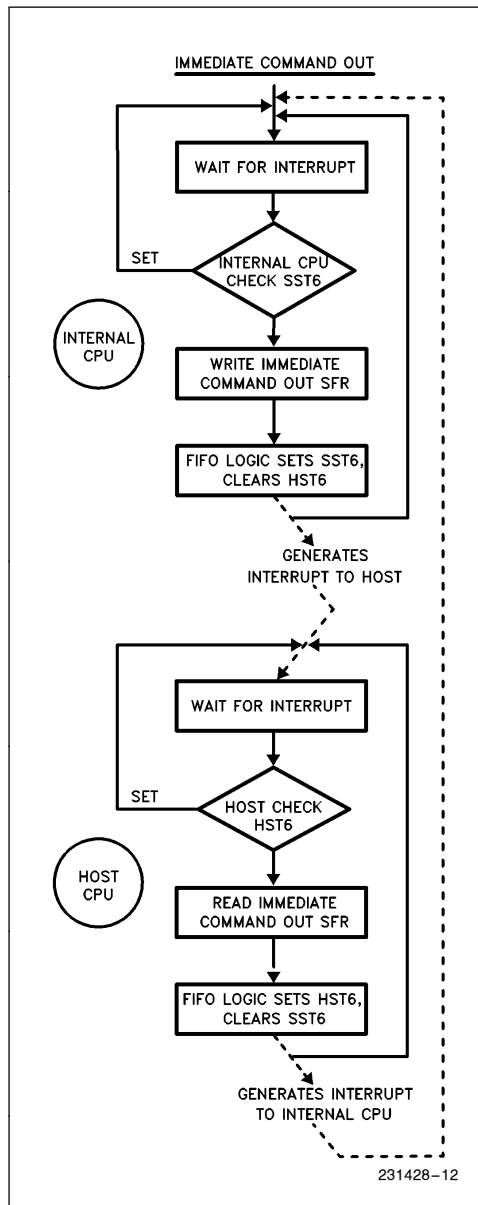 IMMEDIATE COMMAND OUT
WAIT FOR INTERRUPT
SET
INTERNAL CPU
CHECK SST6
INTERNAL
CPU
WRITE IMMEDIATE
COMMAND OUT SFR
FIFO LOGIC SETS SST6,
CLEARS HST6
GENERATES
INTERRUPT TO HOST
WAIT FOR INTERRUPT
SET
HOST CHECK
HST6
HOST
CPU
READ IMMEDIATE
COMMAND OUT SFR
FIFO LOGIC SETS HST6,
CLEARS SST6
GENERATES INTERRUPT
TO INTERNAL CPU
231428–12